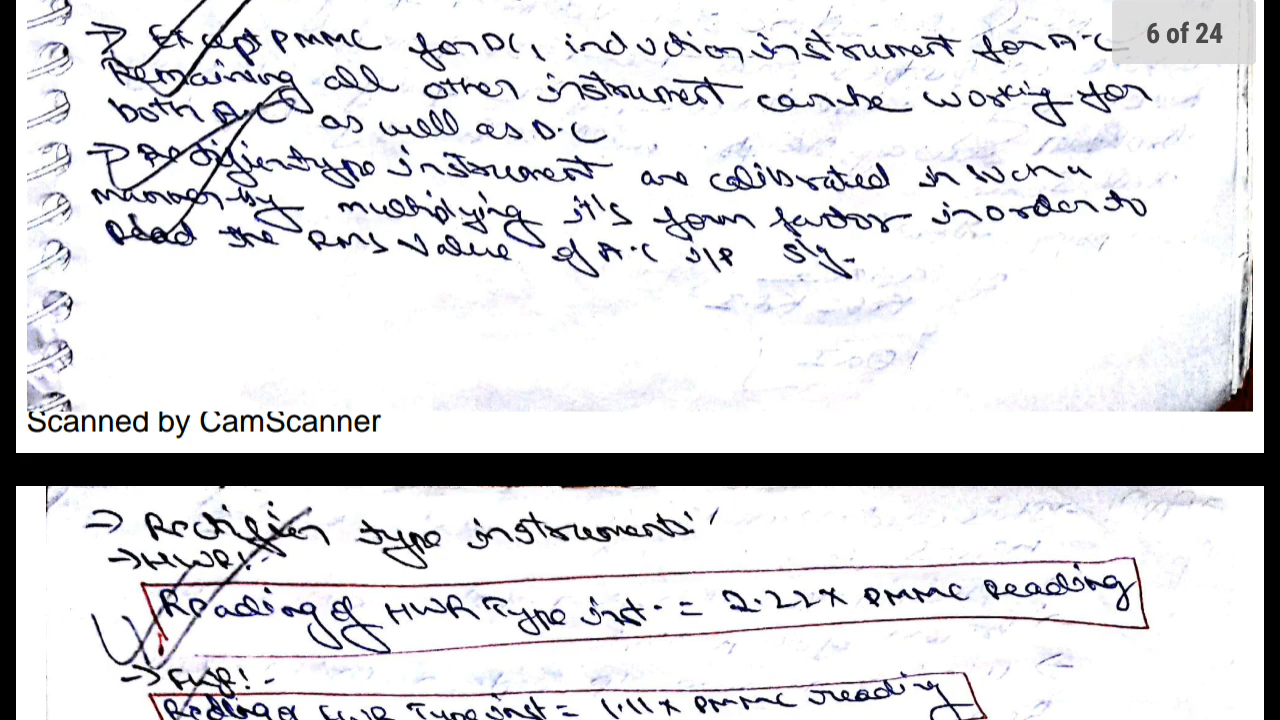 6 of 24
→ Except PMMC for DC, induction instrument for A.C
Remaining all other instrument can be working for
both A.C as well as D.C
→ Rectifier type instrument are calibrated in such a
manner by multiplying it's form factor in order to
read the RMS value of A.C i/p sig.
Scanned by CamScanner
→ Rectifier type instruments:
→ HWR:-
Reading of HWR Type inst. = 2.22 x PMMC Reading
→ FWR:-
Reading of FWR Type inst = 1.11 x PMMC reading